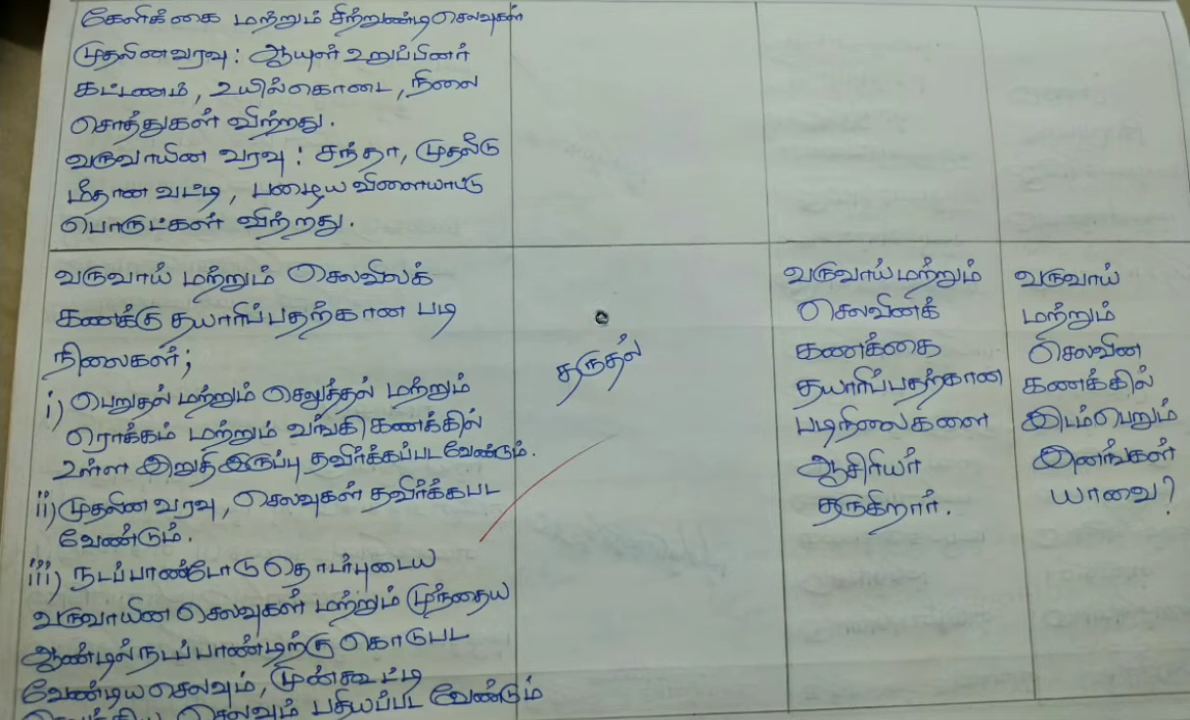 கேளிக்கை மற்றும் சிற்றுண்டி செலவுகள்
முதலின வரவு : ஆயுள் உறுப்பினர்
கட்டணம் , உயில்கொடை , நிலை
சொத்துகள் விற்றது .
வருவாயின வரவு : சந்தா , முதலீடு
மீதான வட்டி , பழைய விளையாட்டு
பொருட்கள் விற்றது .
வருவாய் மற்றும் செலவினக்
கணக்கு தயாரிப்பதற்கான படி
நிலைகள் ;
i) பெறுதல் மற்றும் செலுத்தல் மற்றும்
ரொக்கம் மற்றும் வங்கி கணக்கில்
உள்ள இறுதி இருப்பு தவிர்க்கப்பட வேண்டும் .
ii) முதலின வரவு , செலவுகள் தவிர்க்கபட
வேண்டும் .
iii) நடப்பாண்டோடு தொடர்புடைய
வருவாயின செலவுகள் மற்றும் முந்தைய
ஆண்டில் நடப்பாண்டிற்கு கொடுபட
வேண்டிய செலவும் , முன்கூட்டி
செலவும் பதியப்பட வேண்டும்
தருதல்
வருவாய் மற்றும்
செலவினக்
கணக்கை
தயாரிப்பதற்கான
படிநிலைகளை
ஆசிரியர்
தருகிறார் .
வருவாய்
மற்றும்
செலவின
கணக்கில்
இடம்பெறும்
இனங்கள்
யாவை ?